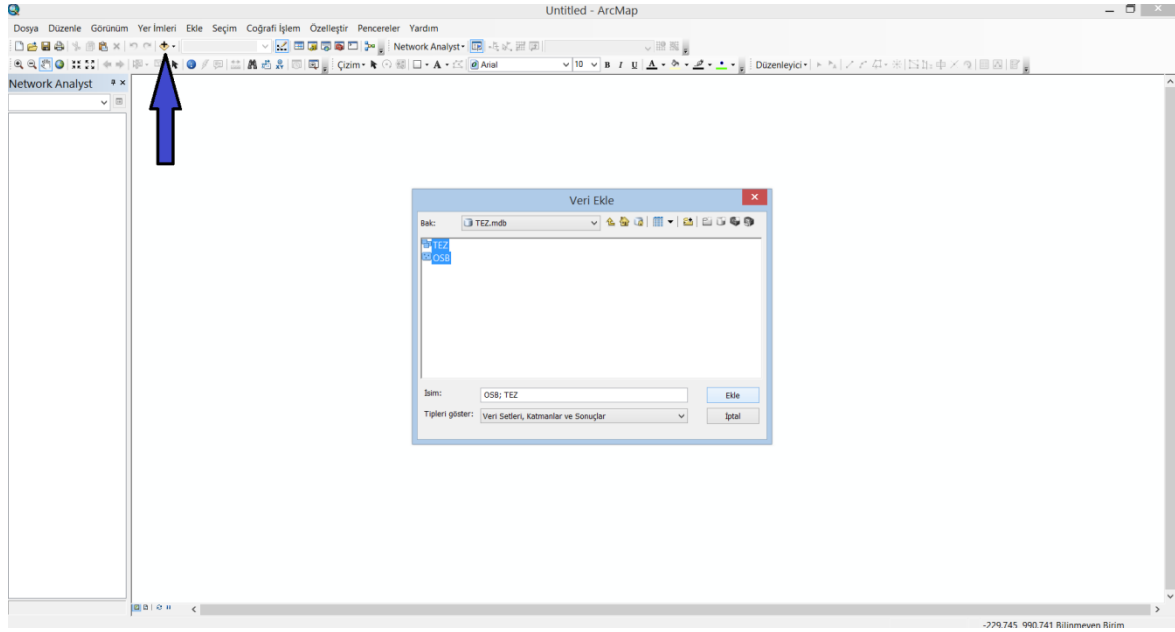 Untitled - ArcMap
Dosya Düzenle Görünüm Yer İmleri Ekle Seçim Coğrafi İşlem Özelleştir Pencereler Yardım
Network Analyst
Çizim A Arial 10 B I U A Düzenleyici
Network Analyst
Veri Ekle
Bak: TEZ.mdb
TEZ
OSB
İsim: OSB; TEZ Ekle
Tipleri göster: Veri Setleri, Katmanlar ve Sonuçlar İptal
-229,745 990,741 Bilinmeyen Birim